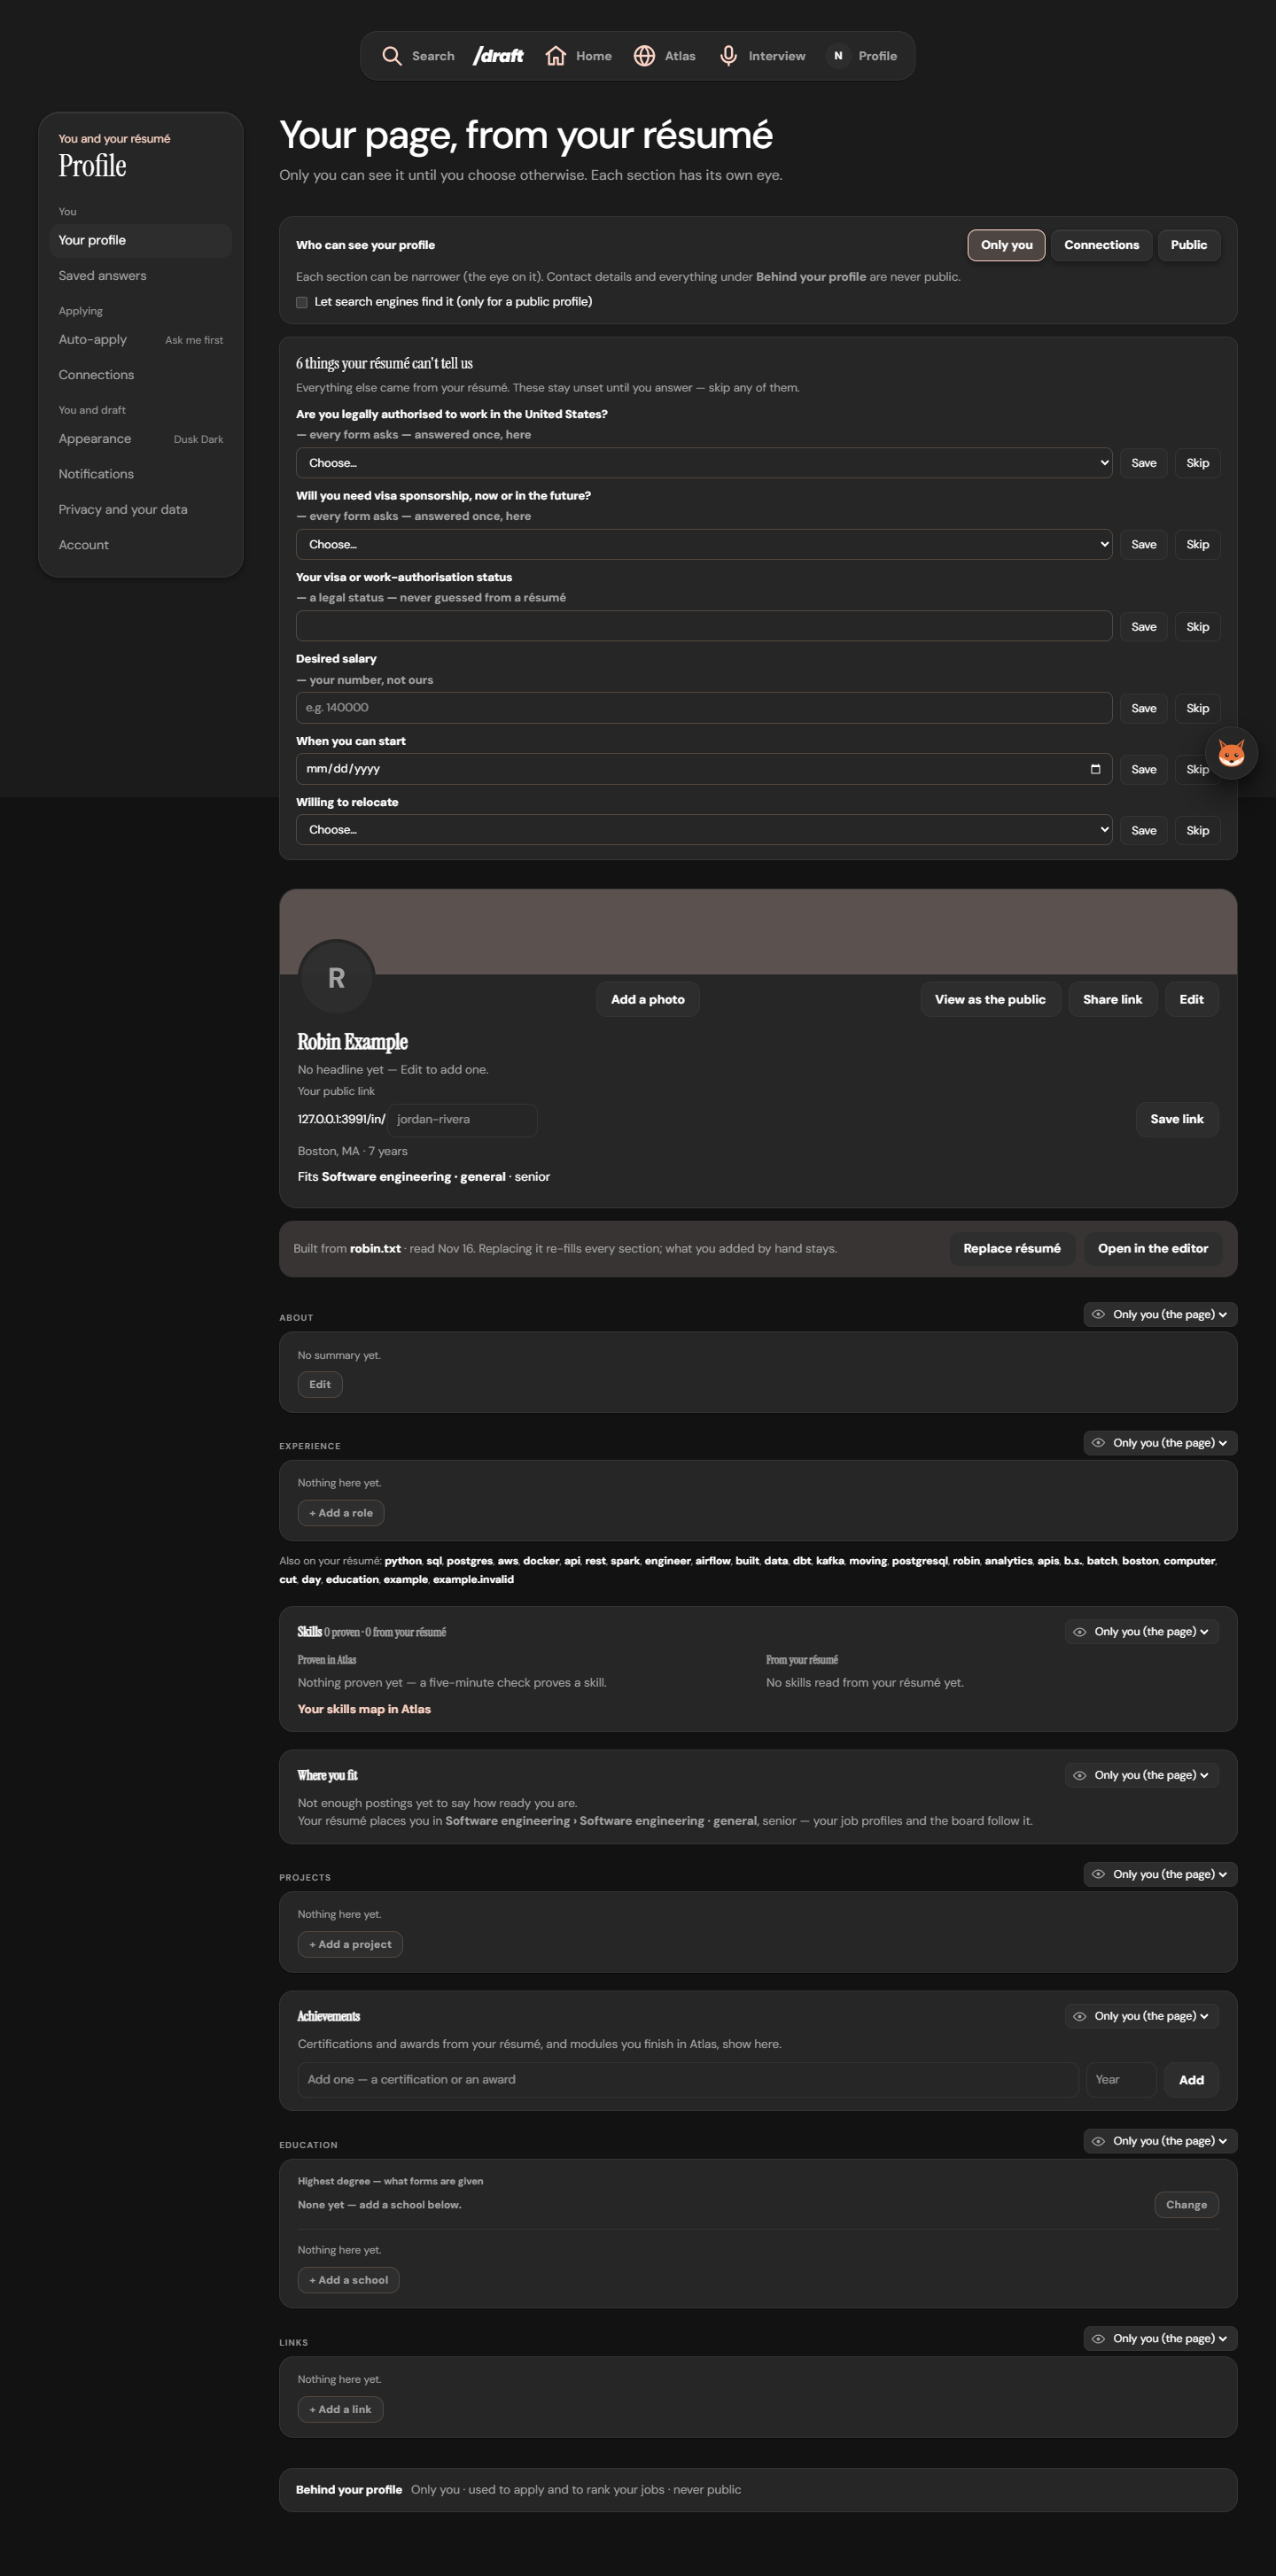 Search
/draft
Home
Atlas
Interview
N
Profile
You and your résumé
Profile
You
Your profile
Saved answers
Applying
Auto-apply Ask me first
Connections
You and draft
Appearance Dusk Dark
Notifications
Privacy and your data
Account
Your page, from your résumé
Only you can see it until you choose otherwise. Each section has its own eye.
Who can see your profile
Only you
Connections
Public
Each section can be narrower (the eye on it). Contact details and everything under Behind your profile are never public.
Let search engines find it (only for a public profile)
6 things your résumé can't tell us
Everything else came from your résumé. These stay unset until you answer — skip any of them.
Are you legally authorised to work in the United States?
— every form asks — answered once, here
Choose... Save Skip
Will you need visa sponsorship, now or in the future?
— every form asks — answered once, here
Choose... Save Skip
Your visa or work-authorisation status
— a legal status — never guessed from a résumé
Save Skip
Desired salary
— your number, not ours
e.g. 140000 Save Skip
When you can start
mm/dd/yyyy Save Skip
Willing to relocate
Choose... Save Skip
R
Add a photo
View as the public
Share link
Edit
Robin Example
No headline yet — Edit to add one.
Your public link
127.0.0.1:3991/in/ jordan-rivera Save link
Boston, MA · 7 years
Fits Software engineering · general · senior
Built from robin.txt · read Nov 16. Replacing it re-fills every section; what you added by hand stays.
Replace résumé
Open in the editor
ABOUT Only you (the page)
No summary yet.
Edit
EXPERIENCE Only you (the page)
Nothing here yet.
+ Add a role
Also on your résumé: python, sql, postgres, aws, docker, api, rest, spark, engineer, airflow, built, data, dbt, kafka, moving, postgresql, robin, analytics, apis, b.s., batch, boston, computer,
cut, day, education, example, example.invalid
Skills 0 proven · 0 from your résumé Only you (the page)
Proven in Atlas From your résumé
Nothing proven yet — a five-minute check proves a skill. No skills read from your résumé yet.
Your skills map in Atlas
Where you fit Only you (the page)
Not enough postings yet to say how ready you are.
Your résumé places you in Software engineering › Software engineering · general, senior — your job profiles and the board follow it.
PROJECTS Only you (the page)
Nothing here yet.
+ Add a project
Achievements Only you (the page)
Certifications and awards from your résumé, and modules you finish in Atlas, show here.
Add one — a certification or an award Year Add
EDUCATION Only you (the page)
Highest degree — what forms are given
None yet — add a school below. Change
Nothing here yet.
+ Add a school
LINKS Only you (the page)
Nothing here yet.
+ Add a link
Behind your profile Only you · used to apply and to rank your jobs · never public